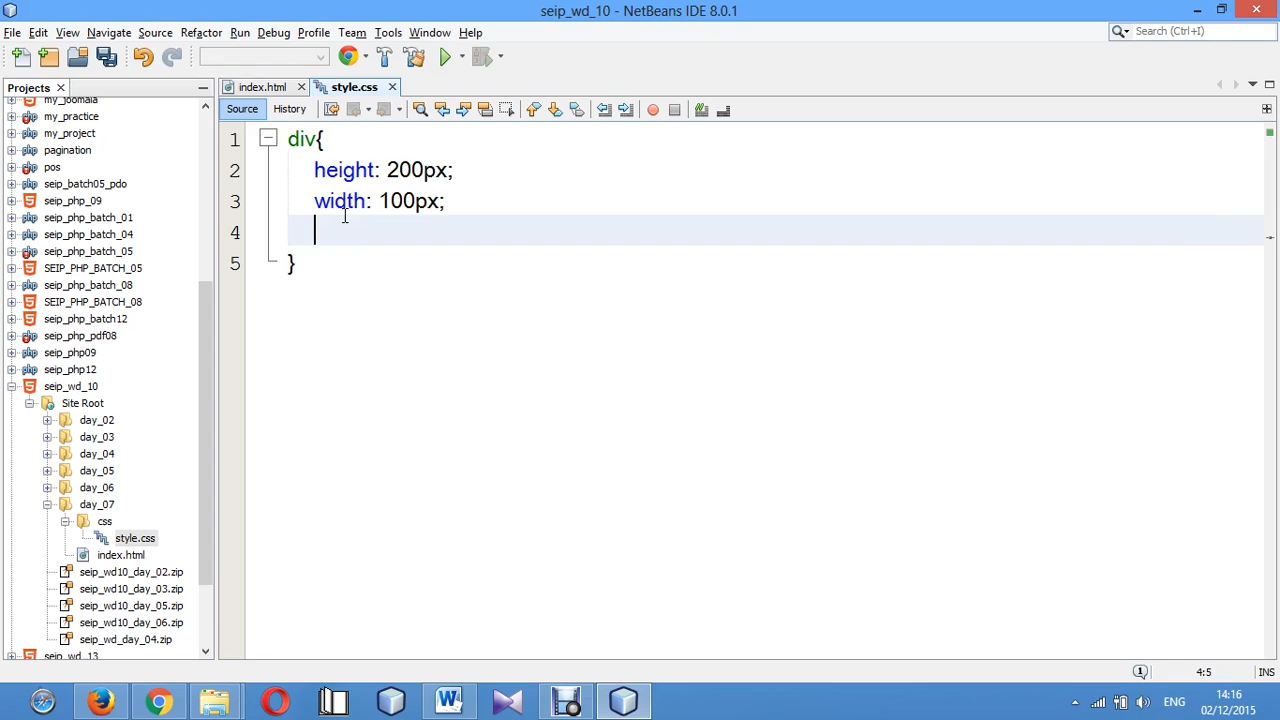 seip_wd_10 - NetBeans IDE 8.0.1
File Edit View Navigate Source Refactor Run Debug Profile Team Tools Window Help
Search (Ctrl+I)
Projects
index.html
style.css
Source
History
my_joomala
my_practice
my_project
pagination
pos
seip_batch05_pdo
seip_php_09
seip_php_batch_01
seip_php_batch_04
seip_php_batch_05
SEIP_PHP_BATCH_05
seip_php_batch_08
SEIP_PHP_BATCH_08
seip_php_batch12
seip_php_pdf08
seip_php09
seip_php12
seip_wd_10
Site Root
day_02
day_03
day_04
day_05
day_06
day_07
css
style.css
index.html
seip_wd10_day_02.zip
seip_wd10_day_03.zip
seip_wd10_day_05.zip
seip_wd10_day_06.zip
seip_wd_day_04.zip
seip_wd_13
1 div{
2 height: 200px;
3 width: 100px;
4
5 }
4:5
INS
ENG
14:16
02/12/2015